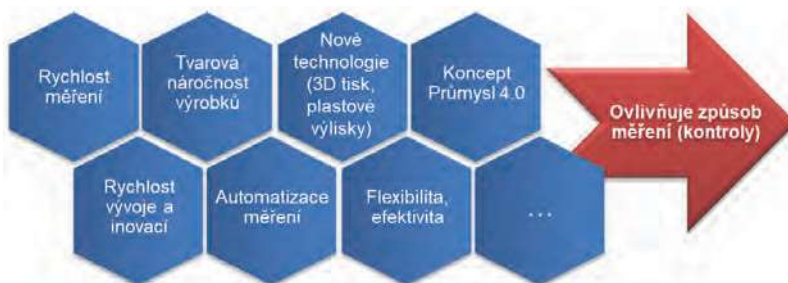 Rychlost
měření
Tvarová
náročnost
výrobků
Nové
technologie
(3D tisk,
plastové
výlisky)
Koncept
Průmysl 4.0
Ovlivňuje způsob
měření (kontroly)
Rychlost
vývoje a
inovací
Automatizace
měření
Flexibilita,
efektivita
...